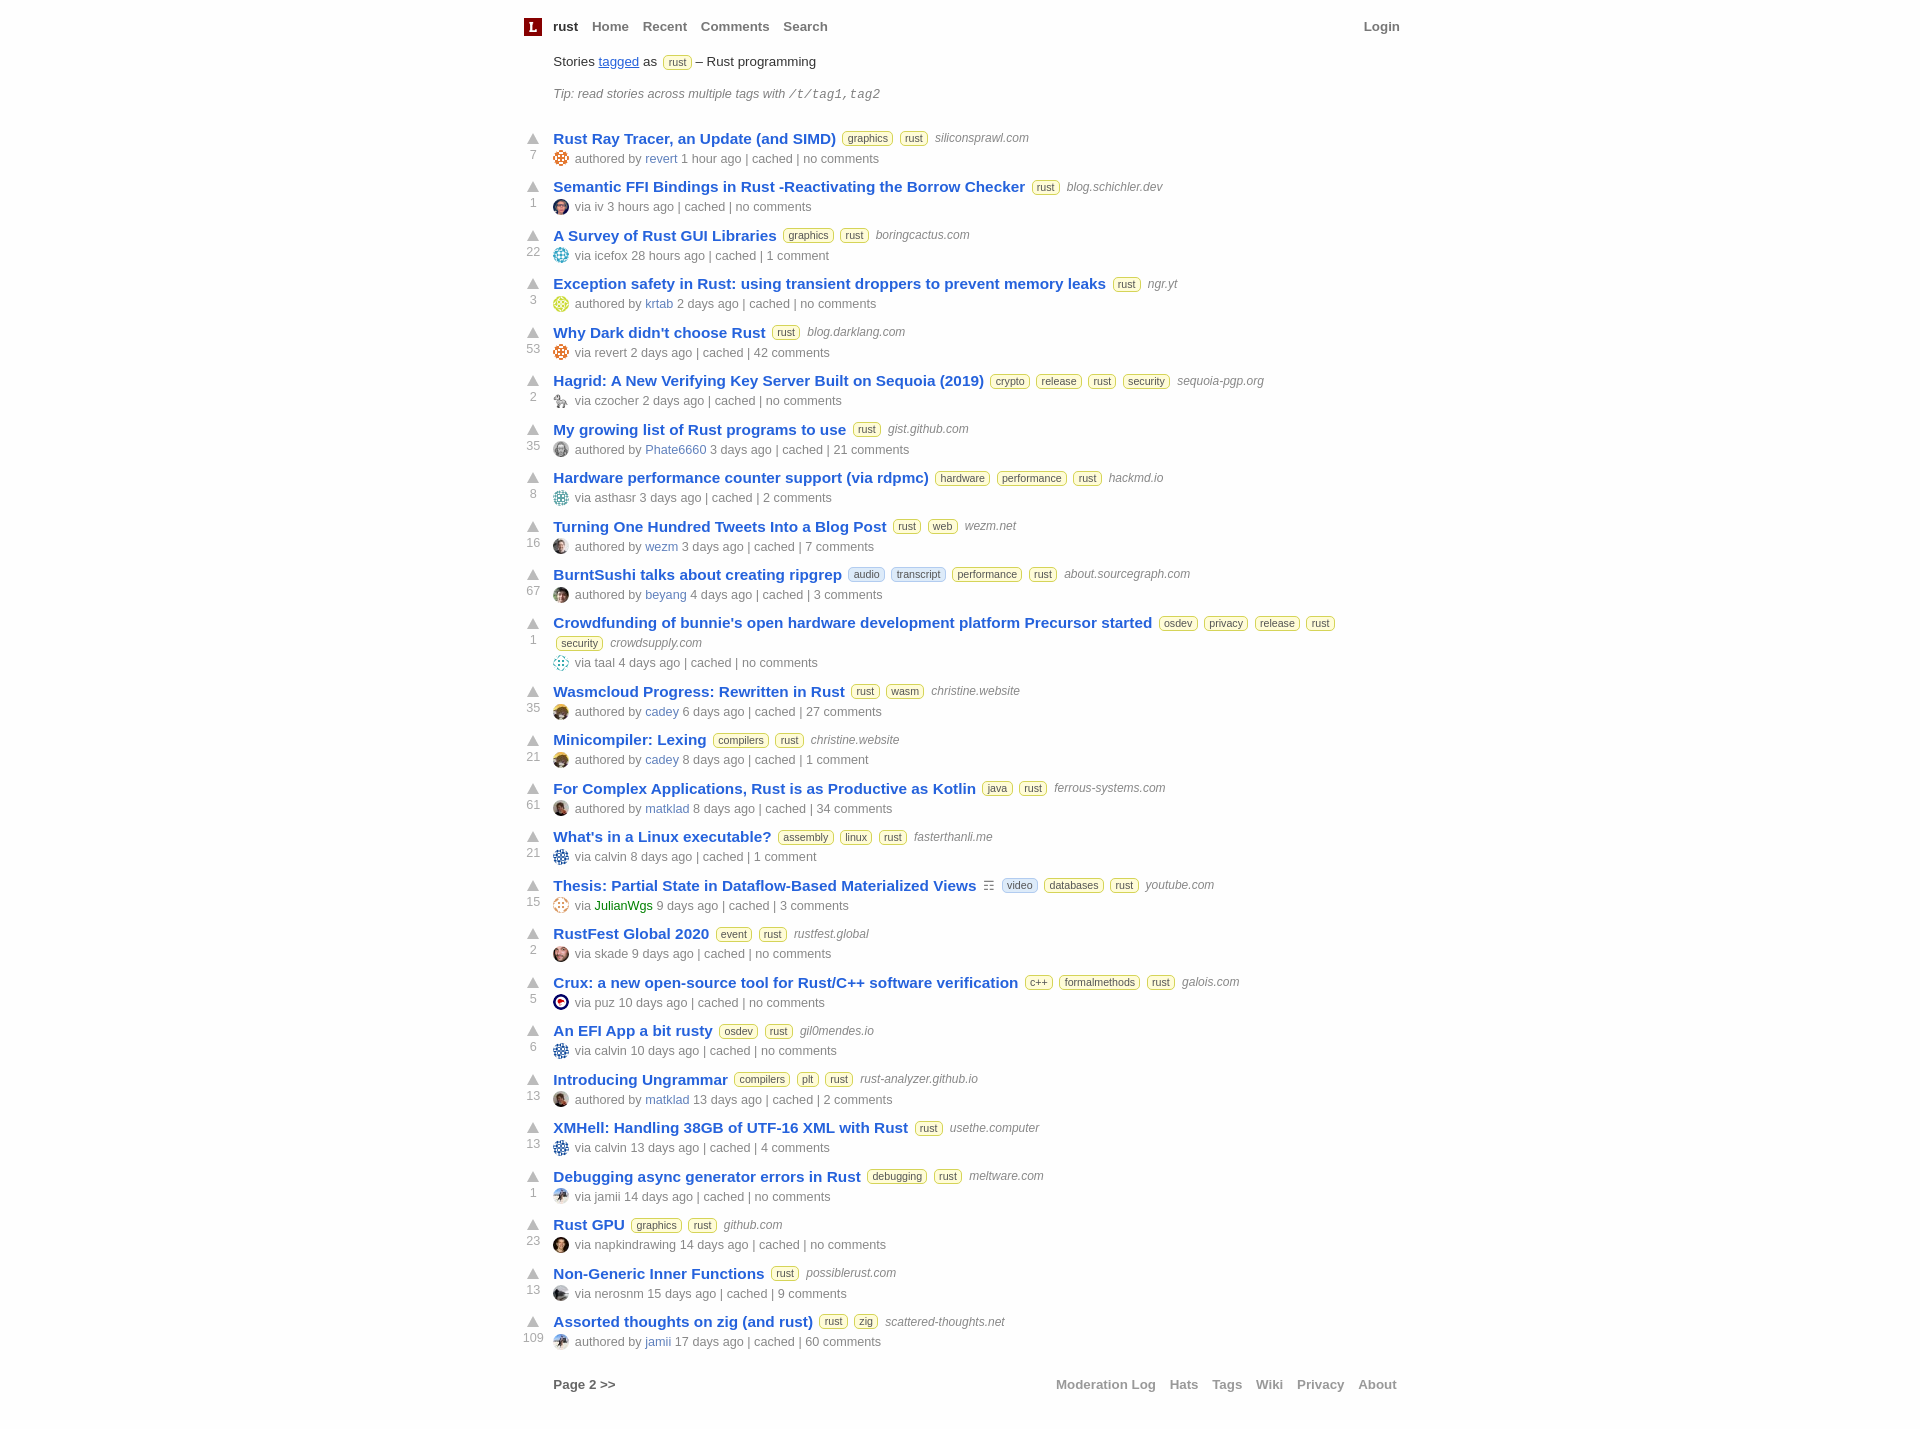 L rust Home Recent Comments Search Login
Stories tagged as rust – Rust programming
Tip: read stories across multiple tags with /t/tag1,tag2
Rust Ray Tracer, an Update (and SIMD) graphics rust siliconsprawl.com
7 authored by revert 1 hour ago | cached | no comments
Semantic FFI Bindings in Rust -Reactivating the Borrow Checker rust blog.schichler.dev
1 via iv 3 hours ago | cached | no comments
A Survey of Rust GUI Libraries graphics rust boringcactus.com
22 via icefox 28 hours ago | cached | 1 comment
Exception safety in Rust: using transient droppers to prevent memory leaks rust ngr.yt
3 authored by krtab 2 days ago | cached | no comments
Why Dark didn't choose Rust rust blog.darklang.com
53 via revert 2 days ago | cached | 42 comments
Hagrid: A New Verifying Key Server Built on Sequoia (2019) crypto release rust security sequoia-pgp.org
2 via czocher 2 days ago | cached | no comments
My growing list of Rust programs to use rust gist.github.com
35 authored by Phate6660 3 days ago | cached | 21 comments
Hardware performance counter support (via rdpmc) hardware performance rust hackmd.io
8 via asthasr 3 days ago | cached | 2 comments
Turning One Hundred Tweets Into a Blog Post rust web wezm.net
16 authored by wezm 3 days ago | cached | 7 comments
BurntSushi talks about creating ripgrep audio transcript performance rust about.sourcegraph.com
67 authored by beyang 4 days ago | cached | 3 comments
Crowdfunding of bunnie's open hardware development platform Precursor started osdev privacy release rust
1 security crowdsupply.com
via taal 4 days ago | cached | no comments
Wasmcloud Progress: Rewritten in Rust rust wasm christine.website
35 authored by cadey 6 days ago | cached | 27 comments
Minicompiler: Lexing compilers rust christine.website
21 authored by cadey 8 days ago | cached | 1 comment
For Complex Applications, Rust is as Productive as Kotlin java rust ferrous-systems.com
61 authored by matklad 8 days ago | cached | 34 comments
What's in a Linux executable? assembly linux rust fasterthanli.me
21 via calvin 8 days ago | cached | 1 comment
Thesis: Partial State in Dataflow-Based Materialized Views ☶ video databases rust youtube.com
15 via JulianWgs 9 days ago | cached | 3 comments
RustFest Global 2020 event rust rustfest.global
2 via skade 9 days ago | cached | no comments
Crux: a new open-source tool for Rust/C++ software verification c++ formalmethods rust galois.com
5 via puz 10 days ago | cached | no comments
An EFI App a bit rusty osdev rust gil0mendes.io
6 via calvin 10 days ago | cached | no comments
Introducing Ungrammar compilers plt rust rust-analyzer.github.io
13 authored by matklad 13 days ago | cached | 2 comments
XMHell: Handling 38GB of UTF-16 XML with Rust rust usethe.computer
13 via calvin 13 days ago | cached | 4 comments
Debugging async generator errors in Rust debugging rust meltware.com
1 via jamii 14 days ago | cached | no comments
Rust GPU graphics rust github.com
23 via napkindrawing 14 days ago | cached | no comments
Non-Generic Inner Functions rust possiblerust.com
13 via nerosnm 15 days ago | cached | 9 comments
Assorted thoughts on zig (and rust) rust zig scattered-thoughts.net
109 authored by jamii 17 days ago | cached | 60 comments
Page 2 >> Moderation Log Hats Tags Wiki Privacy About